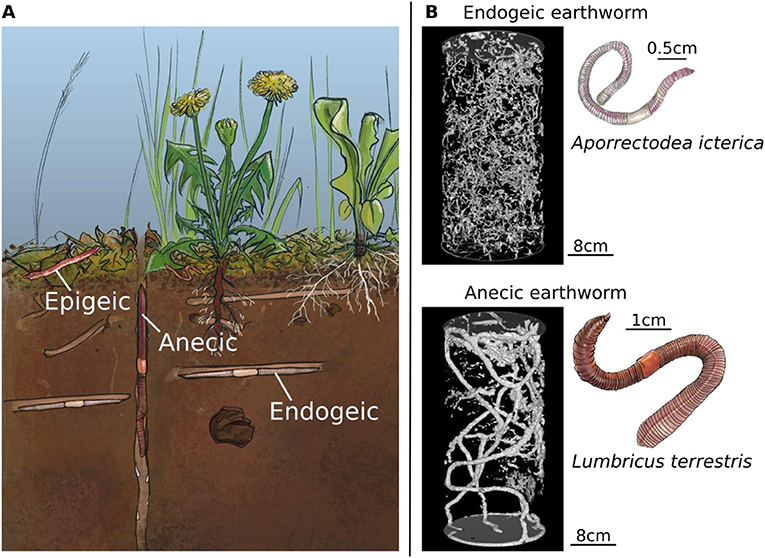 A
Epigeic
Anecic
Endogeic
B
Endogeic earthworm
0.5cm
Aporrectodea icterica
8cm
Anecic earthworm
1cm
Lumbricus terrestris
8cm